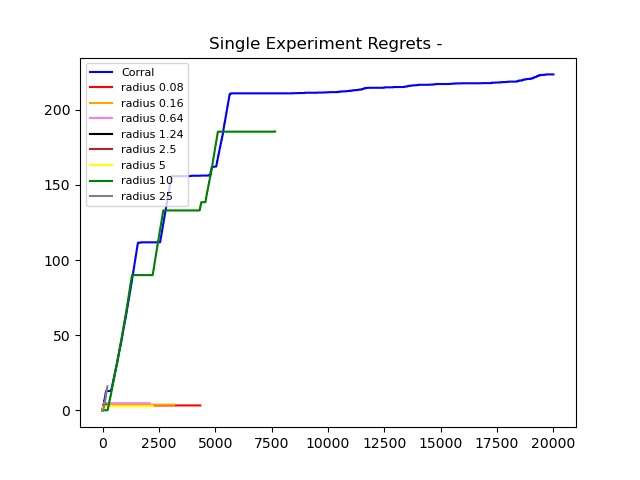 Single Experiment Regrets -
Corral
radius 0.08
radius 0.16
radius 0.64
radius 1.24
radius 2.5
radius 5
radius 10
radius 25
200
150
100
50
0
0 2500 5000 7500 10000 12500 15000 17500 20000